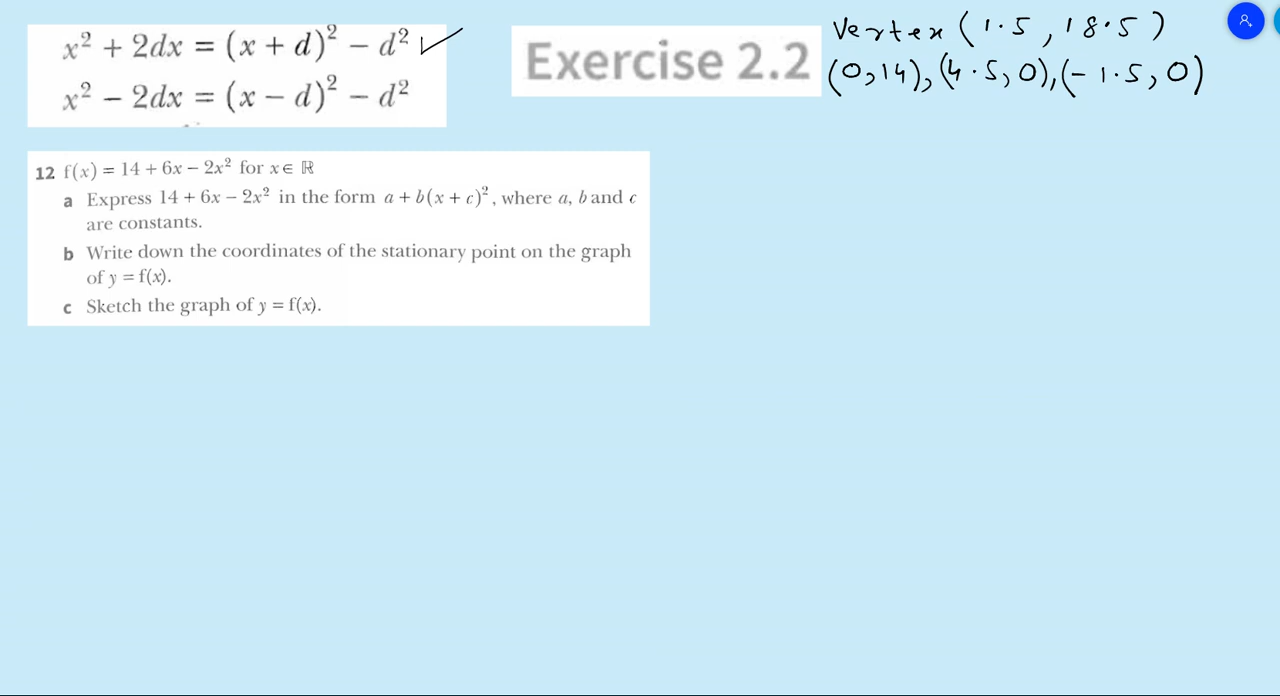 x² + 2dx = (x + d)² − d² ✓
x² − 2dx = (x − d)² − d²
Exercise 2.2
Vertex (1.5, 18.5)
(0,14), (4.5,0), (-1.5,0)
12 f(x) = 14 + 6x − 2x² for x ∈ ℝ
a Express 14 + 6x − 2x² in the form a + b(x + c)², where a, b and c
are constants.
b Write down the coordinates of the stationary point on the graph
of y = f(x).
c Sketch the graph of y = f(x).